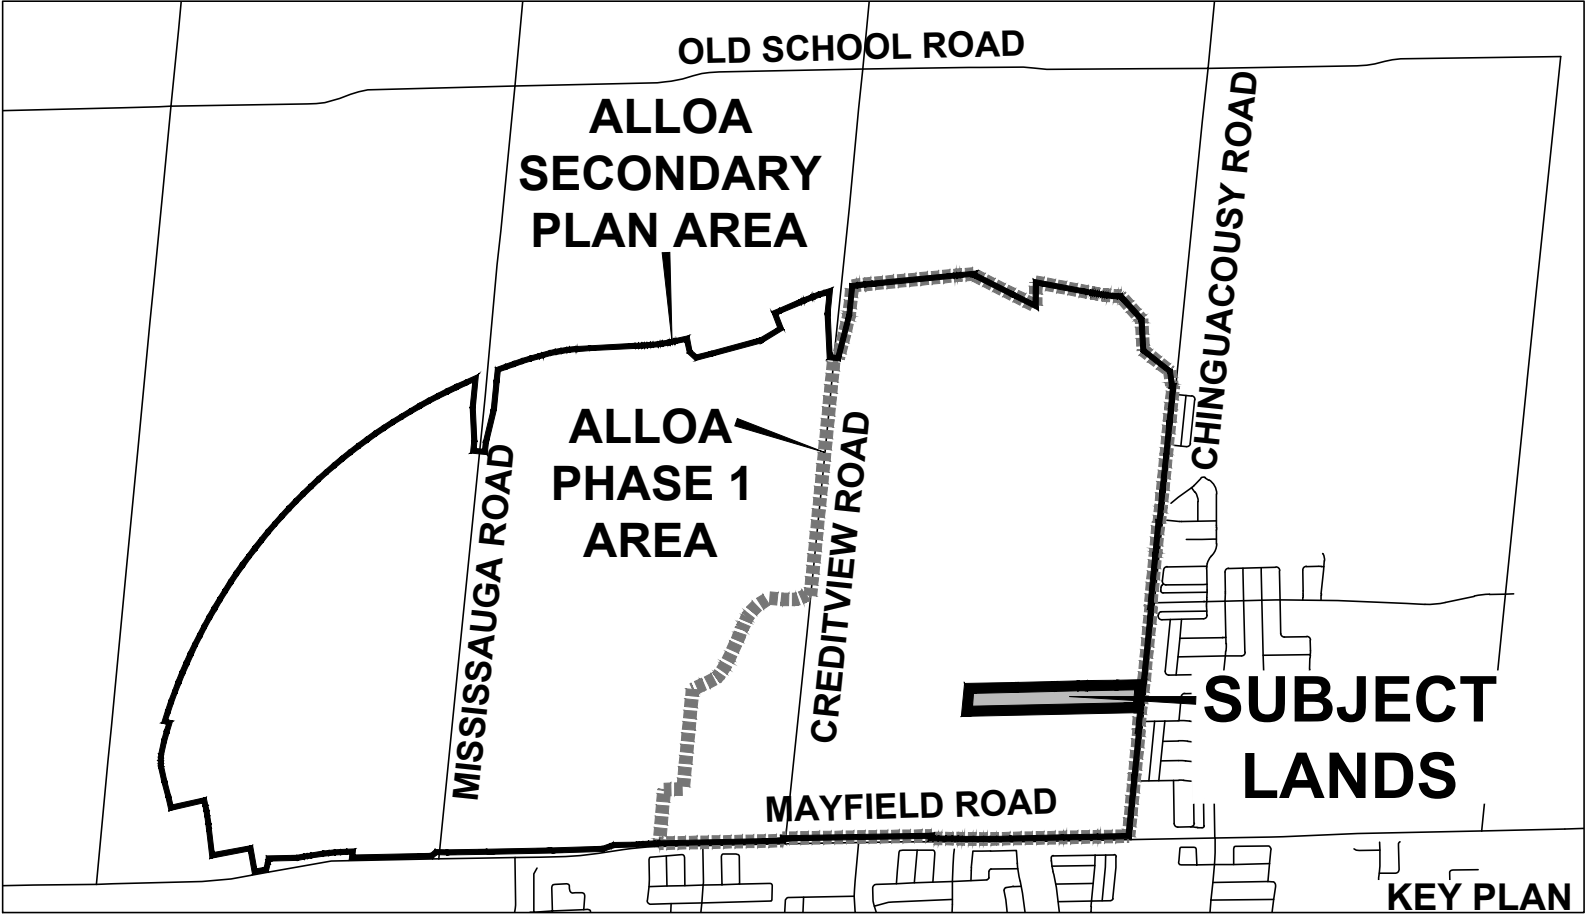 OLD SCHOOL ROAD
ALLOA
SECONDARY
PLAN AREA
CHINGUACOUSY ROAD
ALLOA
PHASE 1
AREA
MISSISSAUGA ROAD
CREDITVIEW ROAD
SUBJECT
LANDS
MAYFIELD ROAD
KEY PLAN